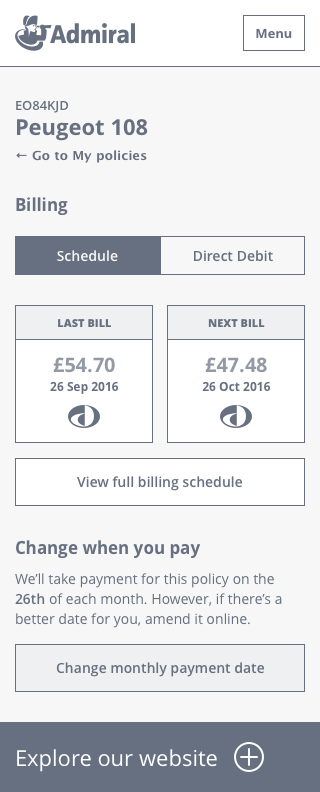 Admiral
Menu
EO84KJD
Peugeot 108
← Go to My policies
Billing
Schedule
Direct Debit
LAST BILL
£54.70
26 Sep 2016
NEXT BILL
£47.48
26 Oct 2016
View full billing schedule
Change when you pay
We’ll take payment for this policy on the
26th of each month. However, if there’s a
better date for you, amend it online.
Change monthly payment date
Explore our website